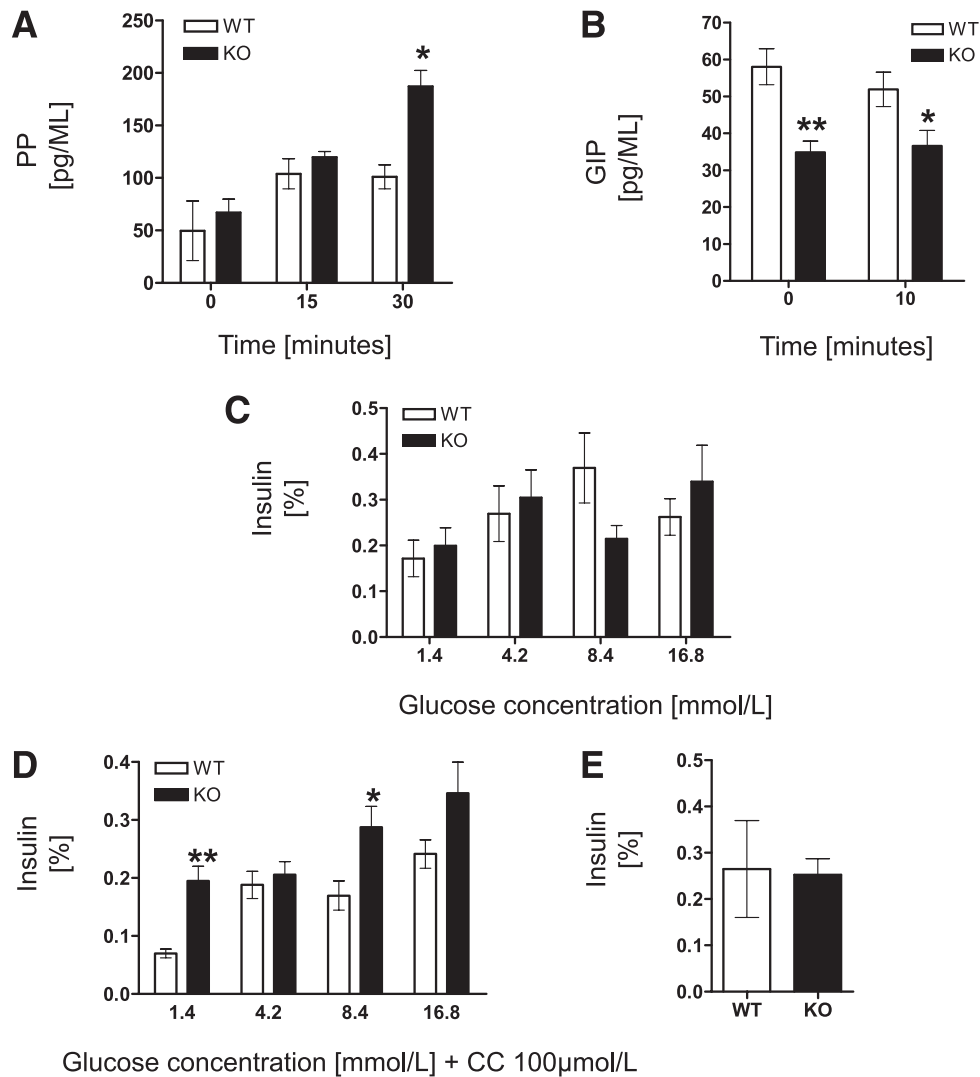 A
WT
KO
PP
[pg/ML]
250
200
150
100
50
0
*
0 15 30
Time [minutes]
B
WT
KO
GIP
[pg/ML]
70
60
50
40
30
20
10
0
** *
0 10
Time [minutes]
C
WT
KO
Insulin
[%]
0.5
0.4
0.3
0.2
0.1
0.0
1.4 4.2 8.4 16.8
Glucose concentration [mmol/L]
D
WT
KO
Insulin
[%]
0.4
0.3
0.2
0.1
0.0
** *
1.4 4.2 8.4 16.8
Glucose concentration [mmol/L] + CC 100µmol/L
E
Insulin
[%]
0.5
0.4
0.3
0.2
0.1
0.0
WT KO